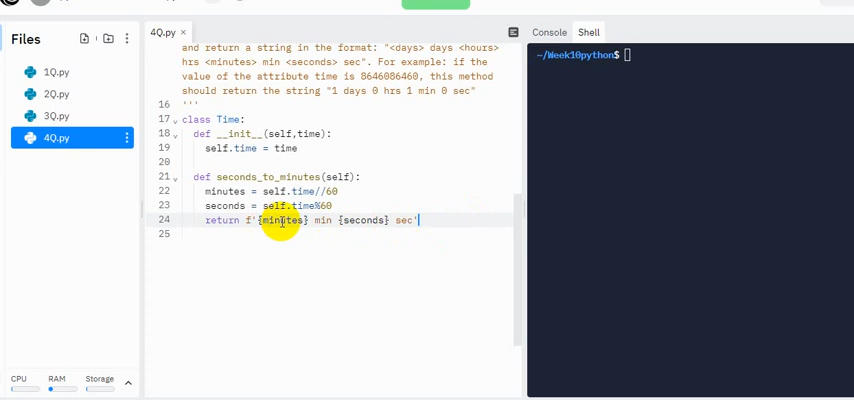 Files
1Q.py
2Q.py
3Q.py
4Q.py
CPU RAM Storage
4Q.py ×
and return a string in the format: "<days> days <hours>
hrs <minutes> min <seconds> sec". For example: if the
value of the attribute time is 8646086460, this method
should return the string "1 days 0 hrs 1 min 0 sec"
16 '''
17 class Time:
18 def __init__(self,time):
19 self.time = time
20
21 def seconds_to_minutes(self):
22 minutes = self.time//60
23 seconds = self.time%60
24 return f'{minutes} min {seconds} sec'
25
Console Shell
~/Week10python$